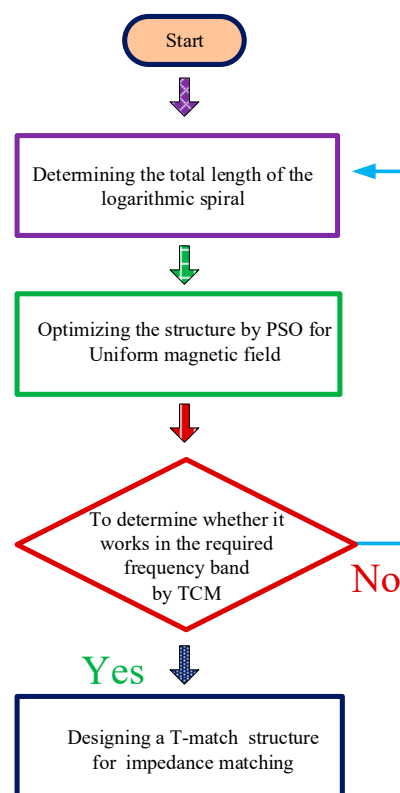 Start
Determining the total length of the
logarithmic spiral
Optimizing the structure by PSO for
Uniform magnetic field
To determine whether it
works in the required
frequency band
by TCM
No
Yes
Designing a T-match structure
for impedance matching